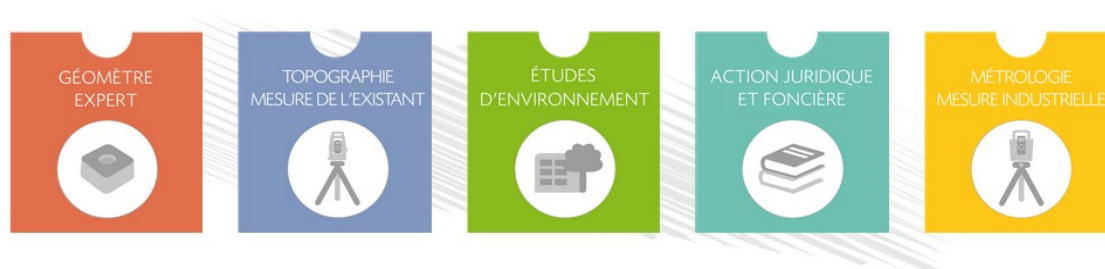 GÉOMÈTRE
EXPERT
TOPOGRAPHIE
MESURE DE L'EXISTANT
ÉTUDES
D'ENVIRONNEMENT
ACTION JURIDIQUE
ET FONCIÈRE
MÉTROLOGIE
MESURE INDUSTRIELLE